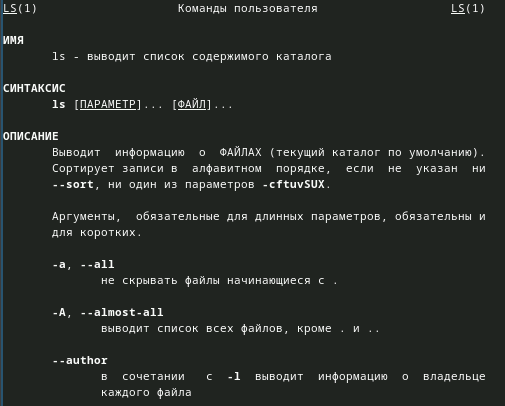 LS(1) Команды пользователя LS(1)
ИМЯ
ls - выводит список содержимого каталога
СИНТАКСИС
ls [ПАРАМЕТР]... [ФАЙЛ]...
ОПИСАНИЕ
Выводит информацию о ФАЙЛАХ (текущий каталог по умолчанию).
Сортирует записи в алфавитном порядке, если не указан ни
--sort, ни один из параметров -cftuvSUX.
Аргументы, обязательные для длинных параметров, обязательны и
для коротких.
-a, --all
не скрывать файлы начинающиеся с .
-A, --almost-all
выводит список всех файлов, кроме . и ..
--author
в сочетании с -l выводит информацию о владельце
каждого файла